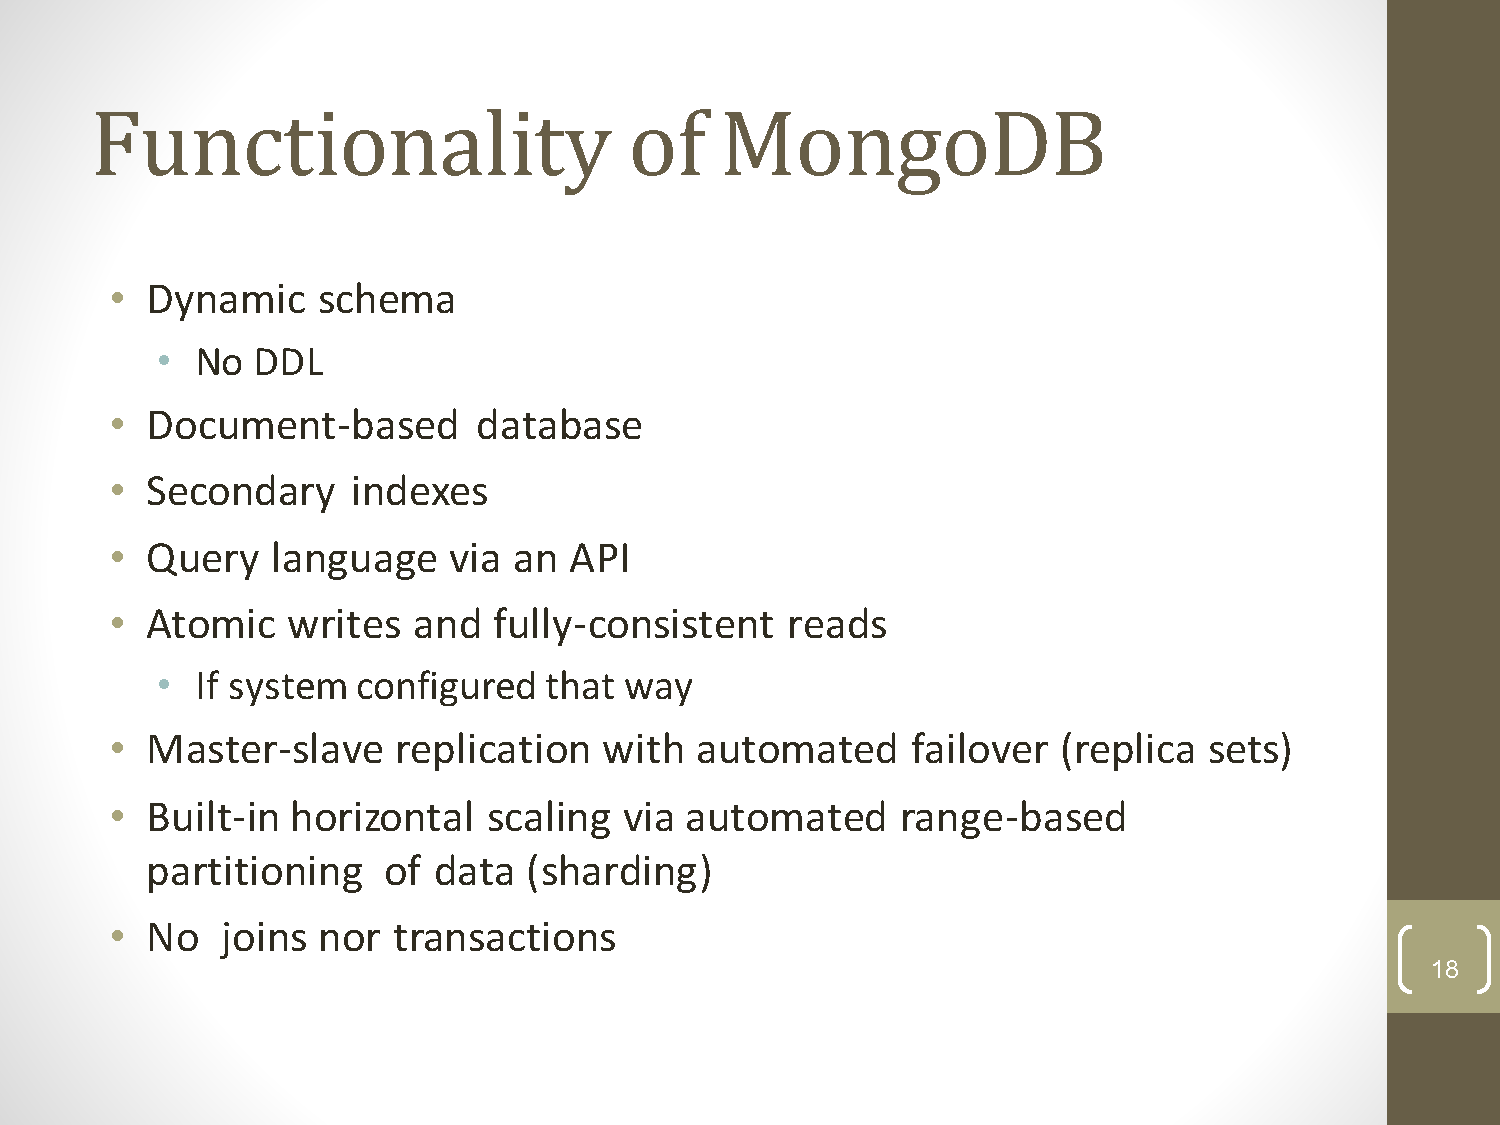 Functionality of MongoDB
• Dynamic schema
• No DDL
• Document-based database
• Secondary indexes
• Query language via an API
• Atomic writes and fully-consistent reads
• If system configured that way
• Master-slave replication with automated failover (replica sets)
• Built-in horizontal scaling via automated range-based
partitioning of data (sharding)
• No joins nor transactions
18